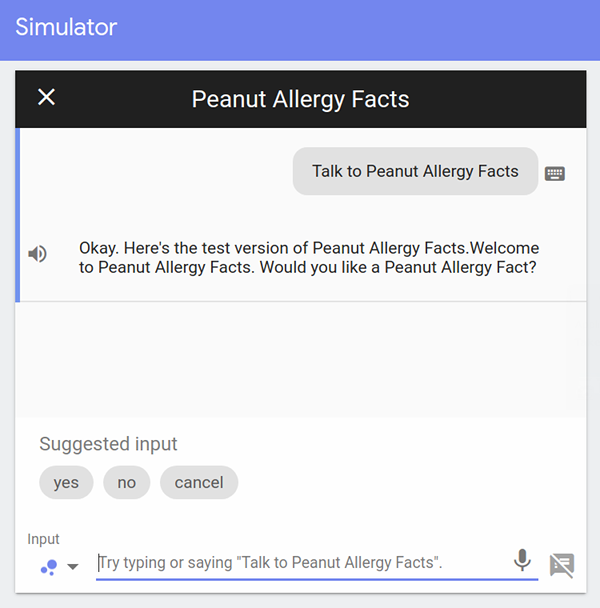 Simulator
Peanut Allergy Facts
Talk to Peanut Allergy Facts
Okay. Here's the test version of Peanut Allergy Facts.Welcome
to Peanut Allergy Facts. Would you like a Peanut Allergy Fact?
Suggested input
yes no cancel
Input
Try typing or saying "Talk to Peanut Allergy Facts".